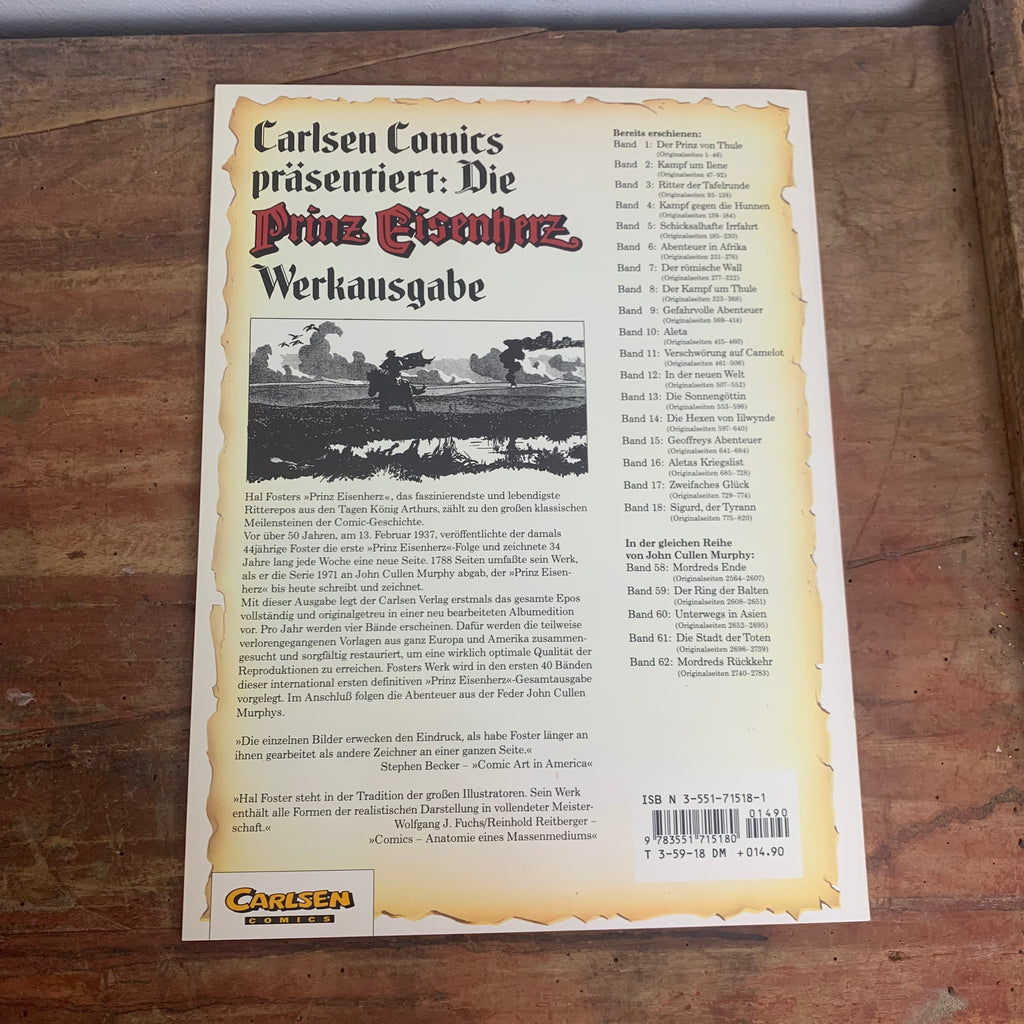 Carlsen Comics
präsentiert: Die
Prinz Eisenherz
Werkausgabe
Hal Fosters »Prinz Eisenherz«, das faszinierendste und lebendigste
Ritterepos aus den Tagen König Arthurs, zählt zu den großen klassischen
Meilensteinen der Comic-Geschichte.
Vor über 50 Jahren, am 13. Februar 1937, veröffentlichte der damals
44jährige Foster die erste »Prinz Eisenherz«-Folge und zeichnete 34
Jahre lang jede Woche eine neue Seite. 1788 Seiten umfaßte sein Werk,
als er die Serie 1971 an John Cullen Murphy abgab, der »Prinz Eisen-
herz« bis heute schreibt und zeichnet.
Mit dieser Ausgabe legt der Carlsen Verlag erstmals das gesamte Epos
vollständig und originalgetreu in einer neu bearbeiteten Albumedition
vor. Pro Jahr werden vier Bände erscheinen. Dafür werden die teilweise
verlorengegangenen Vorlagen aus ganz Europa und Amerika zusammen-
gesucht und sorgfältig restauriert, um eine wirklich optimale Qualität der
Reproduktionen zu erreichen. Fosters Werk wird in den ersten 40 Bänden
dieser international ersten definitiven »Prinz Eisenherz«-Gesamtausgabe
vorgelegt. Im Anschluß folgen die Abenteuer aus der Feder John Cullen
Murphys.
»Die einzelnen Bilder erwecken den Eindruck, als habe Foster länger an
ihnen gearbeitet als andere Zeichner an einer ganzen Seite.«
Stephen Becker – »Comic Art in America«
»Hal Foster steht in der Tradition der großen Illustratoren. Sein Werk
enthält alle Formen der realistischen Darstellung in vollendeter Meister-
schaft.« Wolfgang J. Fuchs/Reinhold Reitberger –
»Comics – Anatomie eines Massenmediums«
CARLSEN
COMICS
Bereits erschienen:
Band 1: Der Prinz von Thule
(Originalseiten 1–46)
Band 2: Kampf um Ilene
(Originalseiten 47–92)
Band 3: Ritter der Tafelrunde
(Originalseiten 93–138)
Band 4: Kampf gegen die Hunnen
(Originalseiten 139–184)
Band 5: Schicksalhafte Irrfahrt
(Originalseiten 185–230)
Band 6: Abenteuer in Afrika
(Originalseiten 231–276)
Band 7: Der römische Wall
(Originalseiten 277–322)
Band 8: Der Kampf um Thule
(Originalseiten 323–368)
Band 9: Gefahrvolle Abenteuer
(Originalseiten 369–414)
Band 10: Aleta
(Originalseiten 415–460)
Band 11: Verschwörung auf Camelot
(Originalseiten 461–506)
Band 12: In der neuen Welt
(Originalseiten 507–552)
Band 13: Die Sonnengöttin
(Originalseiten 553–596)
Band 14: Die Hexen von Iilwynde
(Originalseiten 597–640)
Band 15: Geoffreys Abenteuer
(Originalseiten 641–684)
Band 16: Aletas Kriegslist
(Originalseiten 685–728)
Band 17: Zweifaches Glück
(Originalseiten 729–774)
Band 18: Sigurd, der Tyrann
(Originalseiten 775–820)
In der gleichen Reihe
von John Cullen Murphy:
Band 58: Mordreds Ende
(Originalseiten 2564–2607)
Band 59: Der Ring der Balten
(Originalseiten 2608–2651)
Band 60: Unterwegs in Asien
(Originalseiten 2652–2695)
Band 61: Die Stadt der Toten
(Originalseiten 2696–2739)
Band 62: Mordreds Rückkehr
(Originalseiten 2740–2783)
ISB N 3-551-71518-1
01490
9 783551 715180
T 3-59-18 DM +014.90